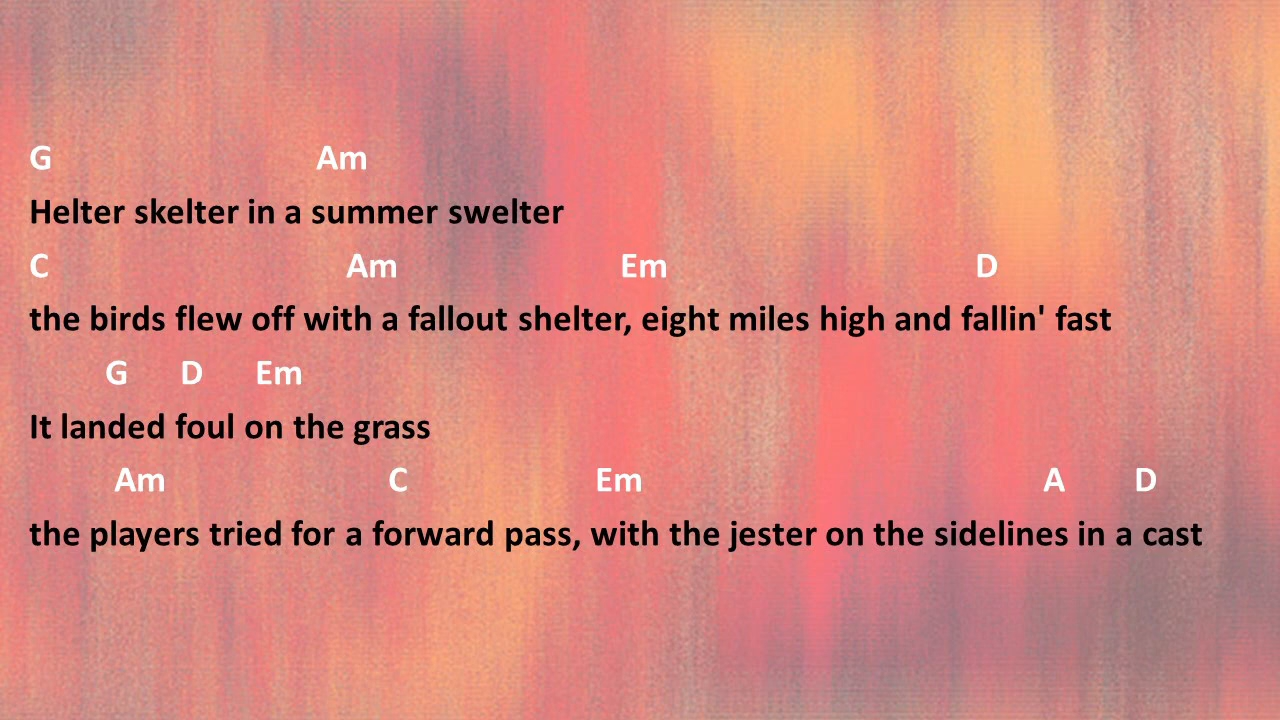 G Am
Helter skelter in a summer swelter
C Am Em D
the birds flew off with a fallout shelter, eight miles high and fallin' fast
G D Em
It landed foul on the grass
Am C Em A D
the players tried for a forward pass, with the jester on the sidelines in a cast